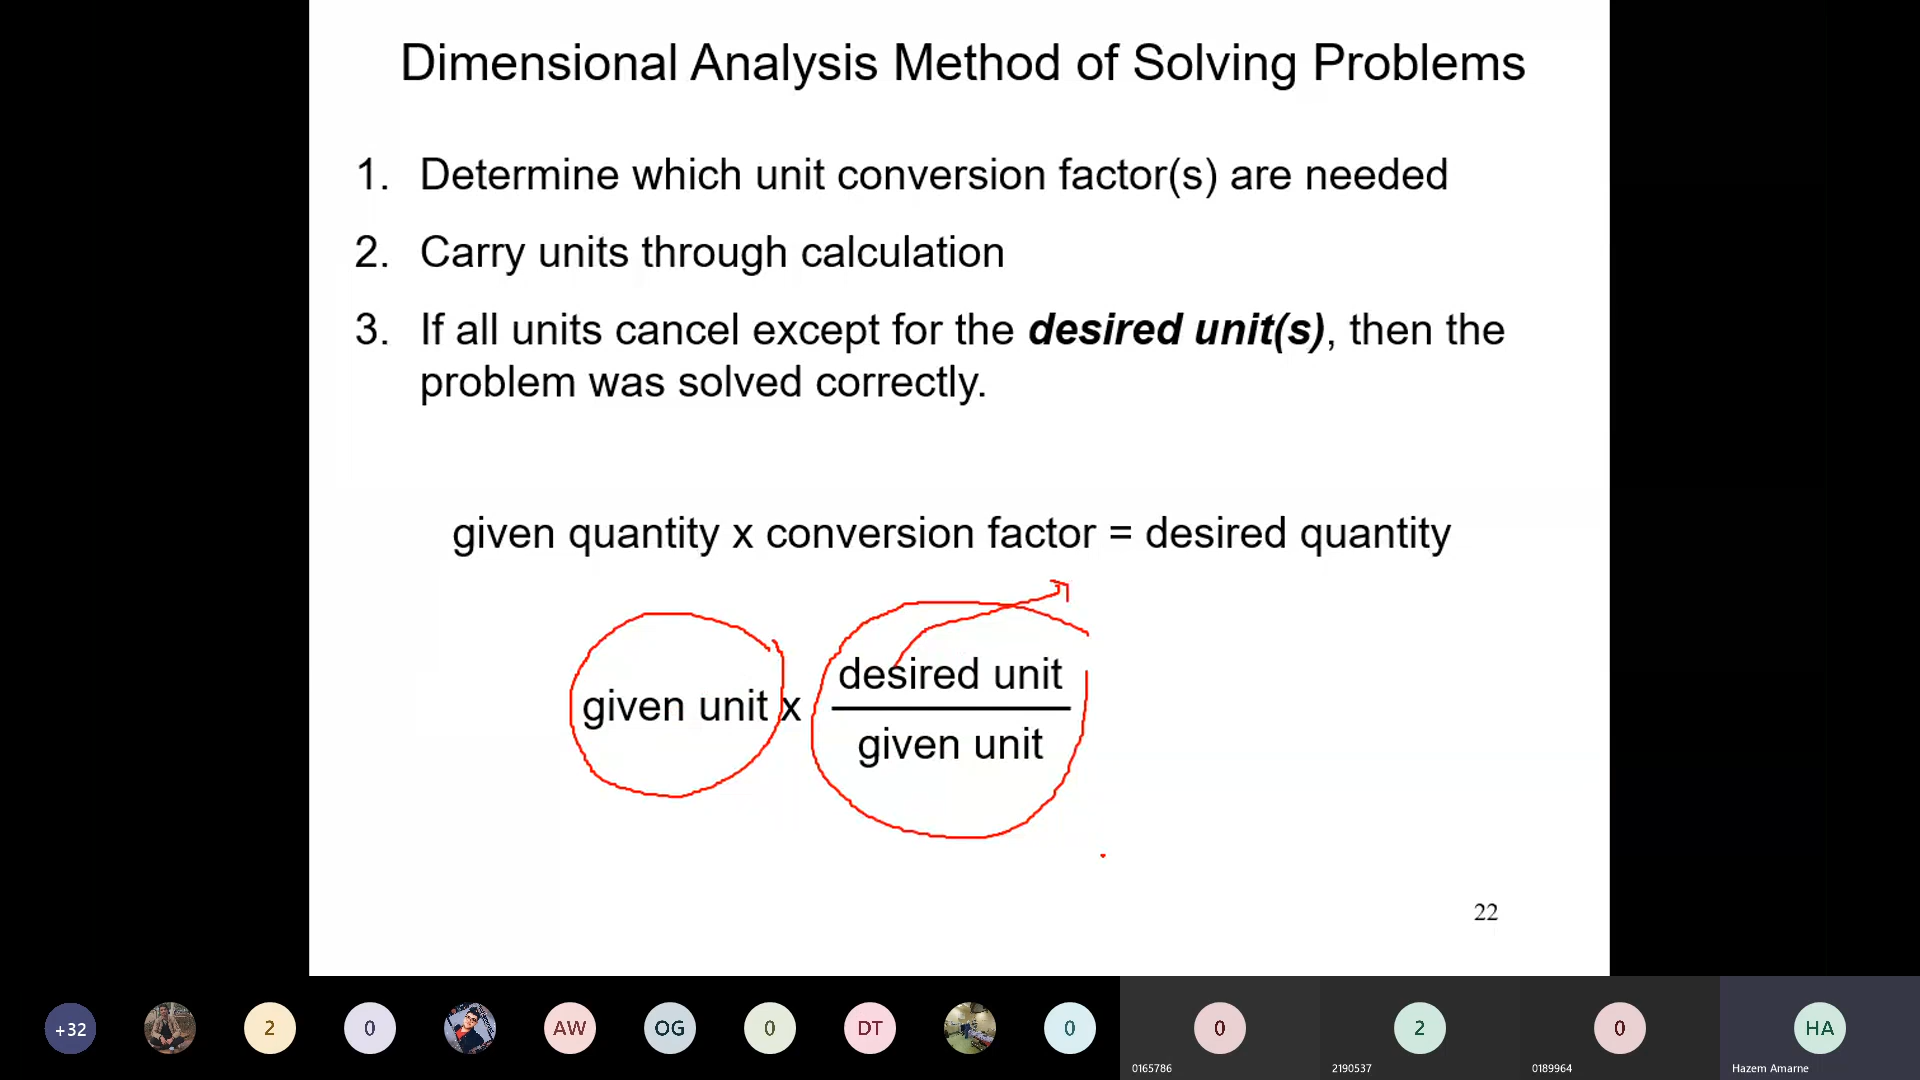 Dimensional Analysis Method of Solving Problems
1. Determine which unit conversion factor(s) are needed
2. Carry units through calculation
3. If all units cancel except for the desired unit(s), then the
problem was solved correctly.
given quantity x conversion factor = desired quantity
given unit x desired unit
given unit
22
+32 2 0 AW OG 0 DT 0 0 2 0 HA
0165786 2190537 0189964 Hazem Amarne